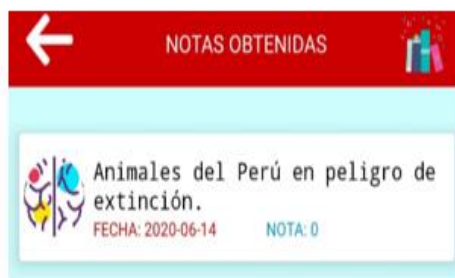 NOTAS OBTENIDAS
Animales del Perú en peligro de
extinción.
FECHA: 2020-06-14 NOTA: 0